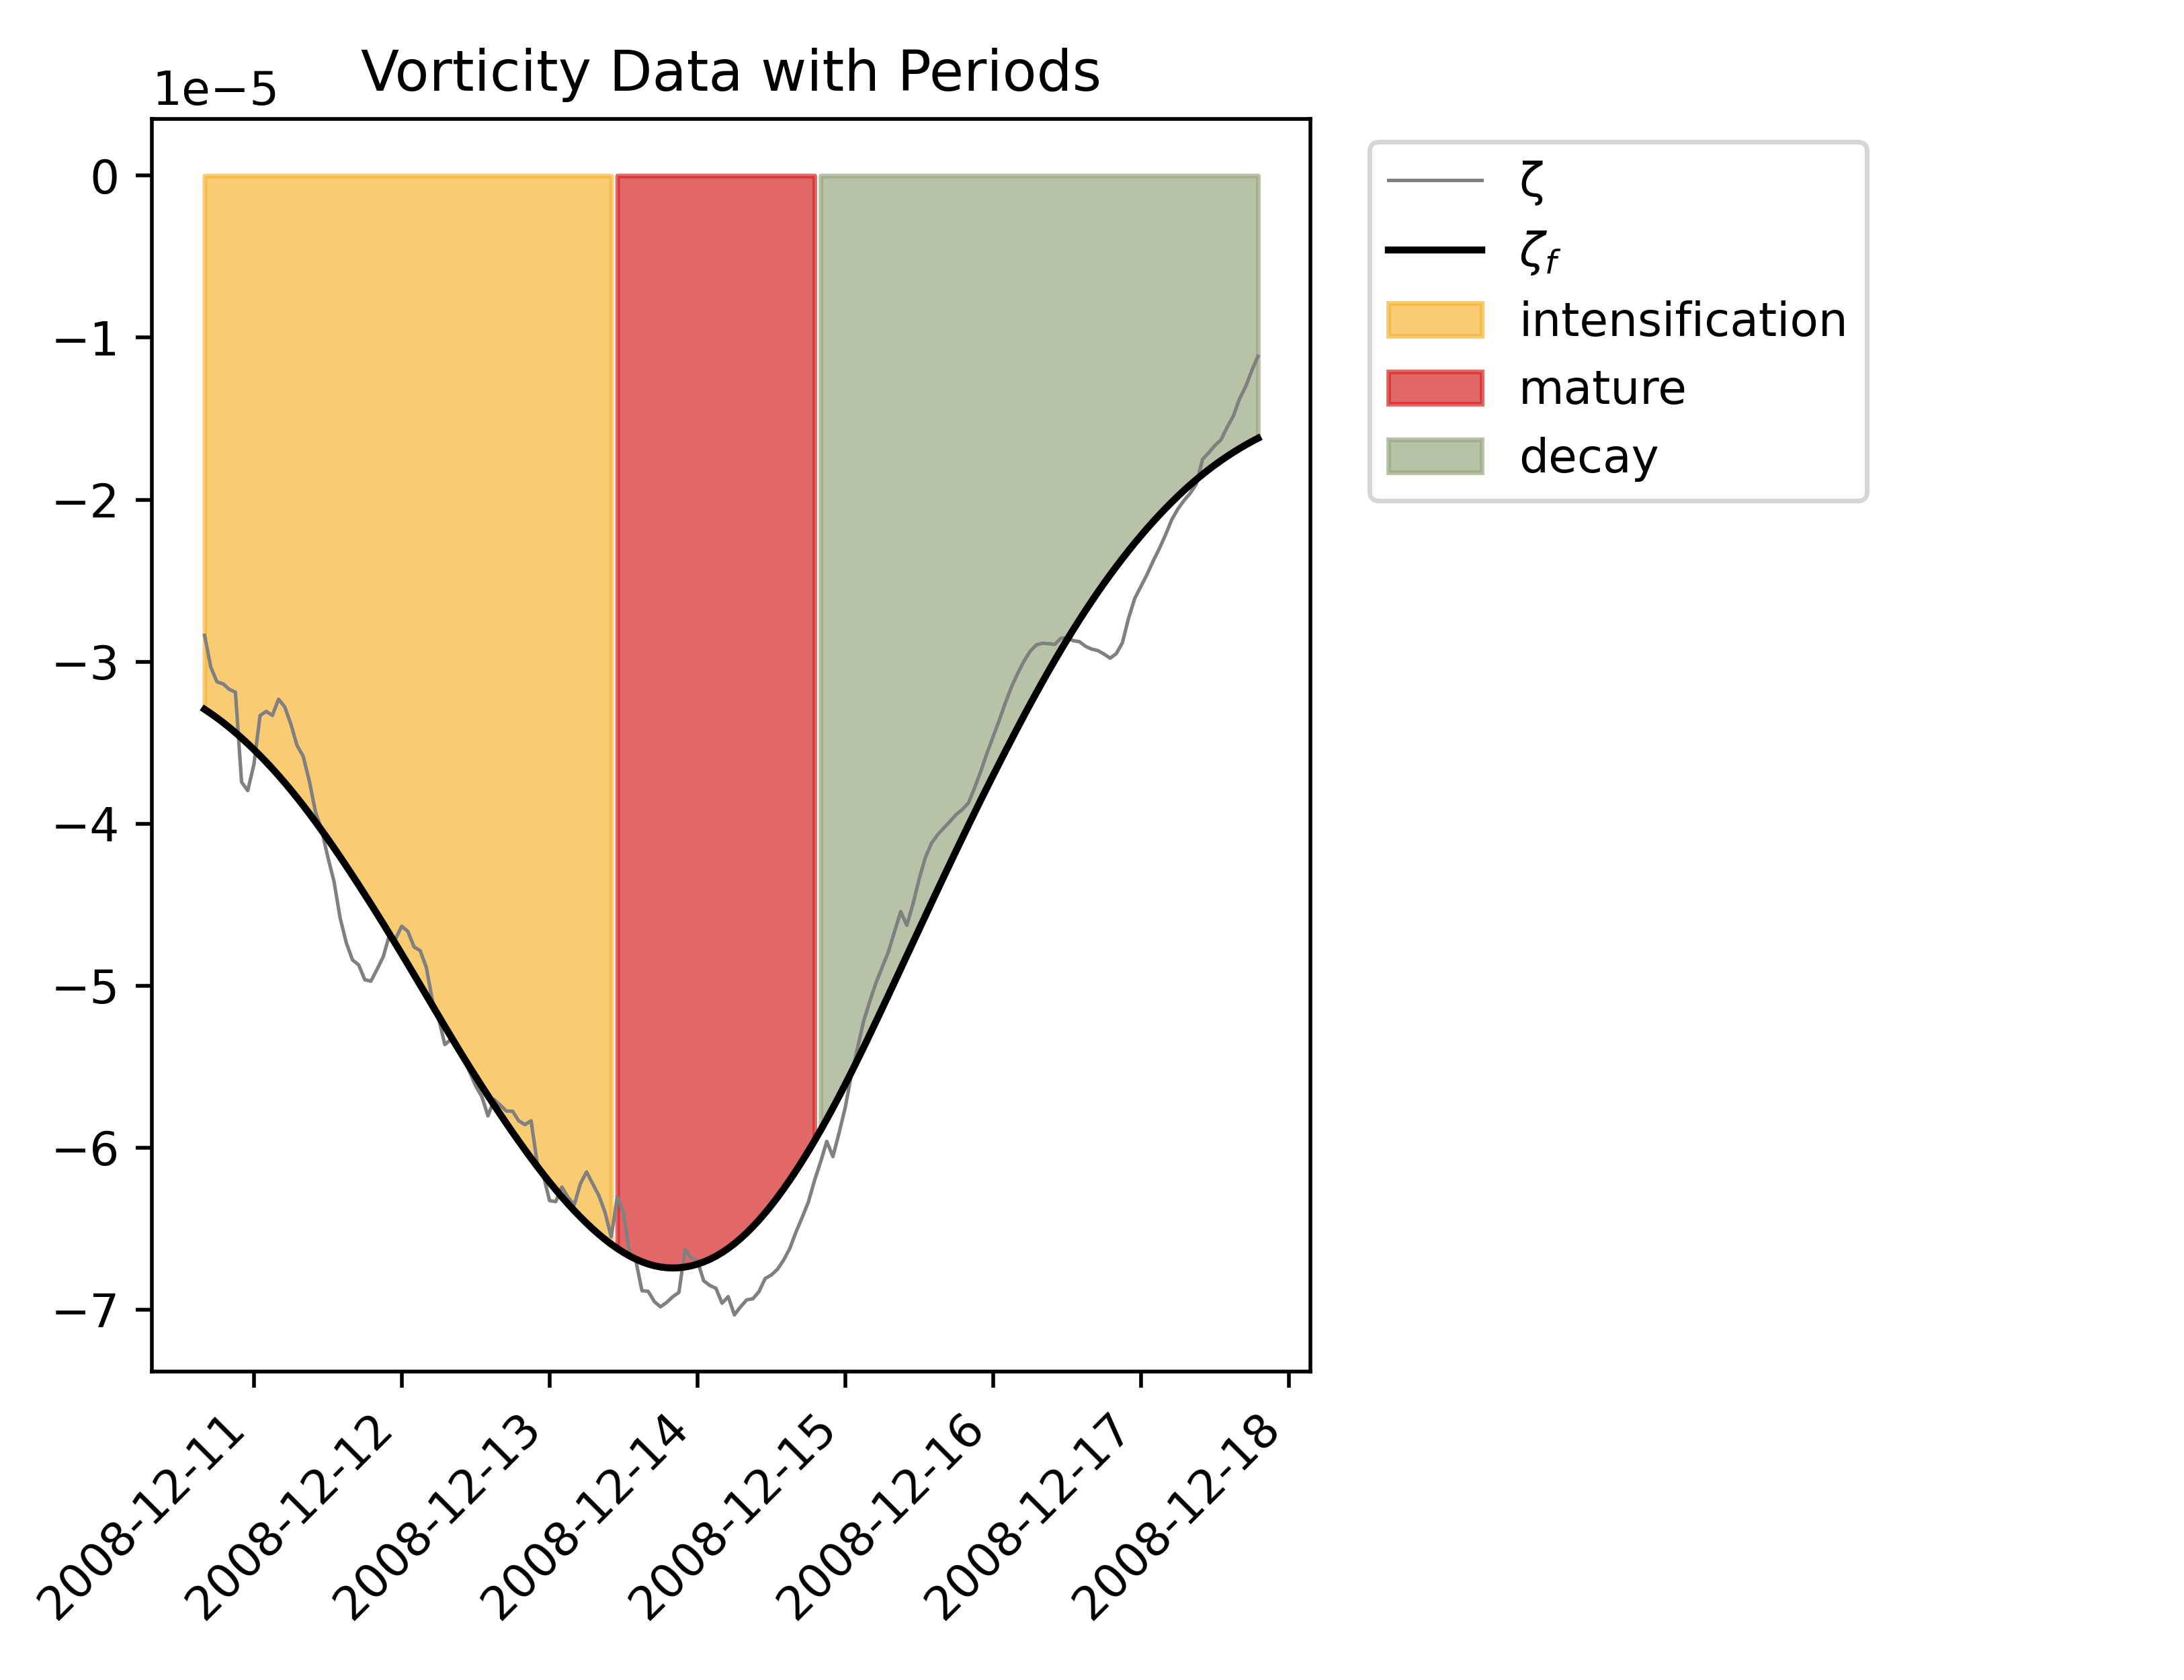 Vorticity Data with Periods
1e−5
0
−1
−2
−3
−4
−5
−6
−7
2008-12-11
2008-12-12
2008-12-13
2008-12-14
2008-12-15
2008-12-16
2008-12-17
2008-12-18
ζ
ζf
intensification
mature
decay